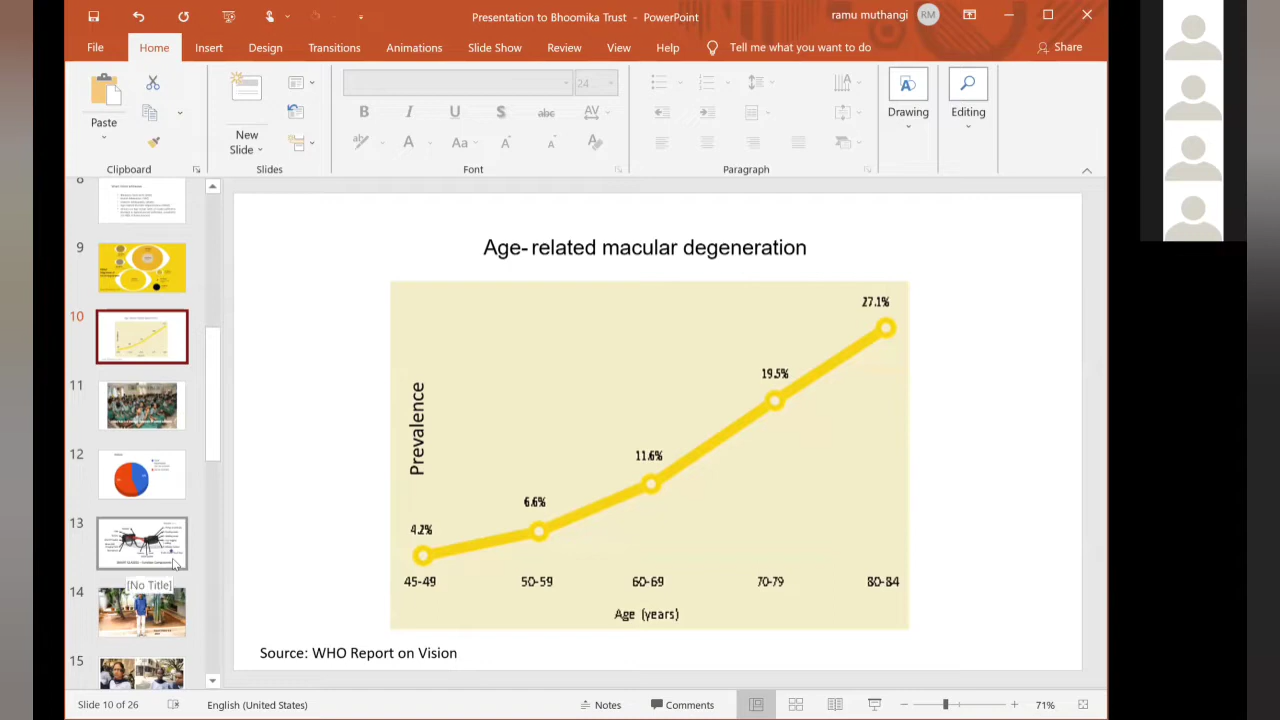 Presentation to Bhoomika Trust - PowerPoint
ramu muthangi
RM
File
Home
Insert
Design
Transitions
Animations
Slide Show
Review
View
Help
Tell me what you want to do
Share
Paste
New
Slide
24
B
I
U
S
abc
AV
A
Aa
A
A
Drawing
Editing
Clipboard
Slides
Font
Paragraph
8
9
10
11
12
13
[No Title]
14
15
Age-related macular degeneration
Prevalence
4.2%
6.6%
11.6%
19.5%
27.1%
45-49
50-59
60-69
70-79
80-84
Age (years)
Source: WHO Report on Vision
Slide 10 of 26
English (United States)
Notes
Comments
71%